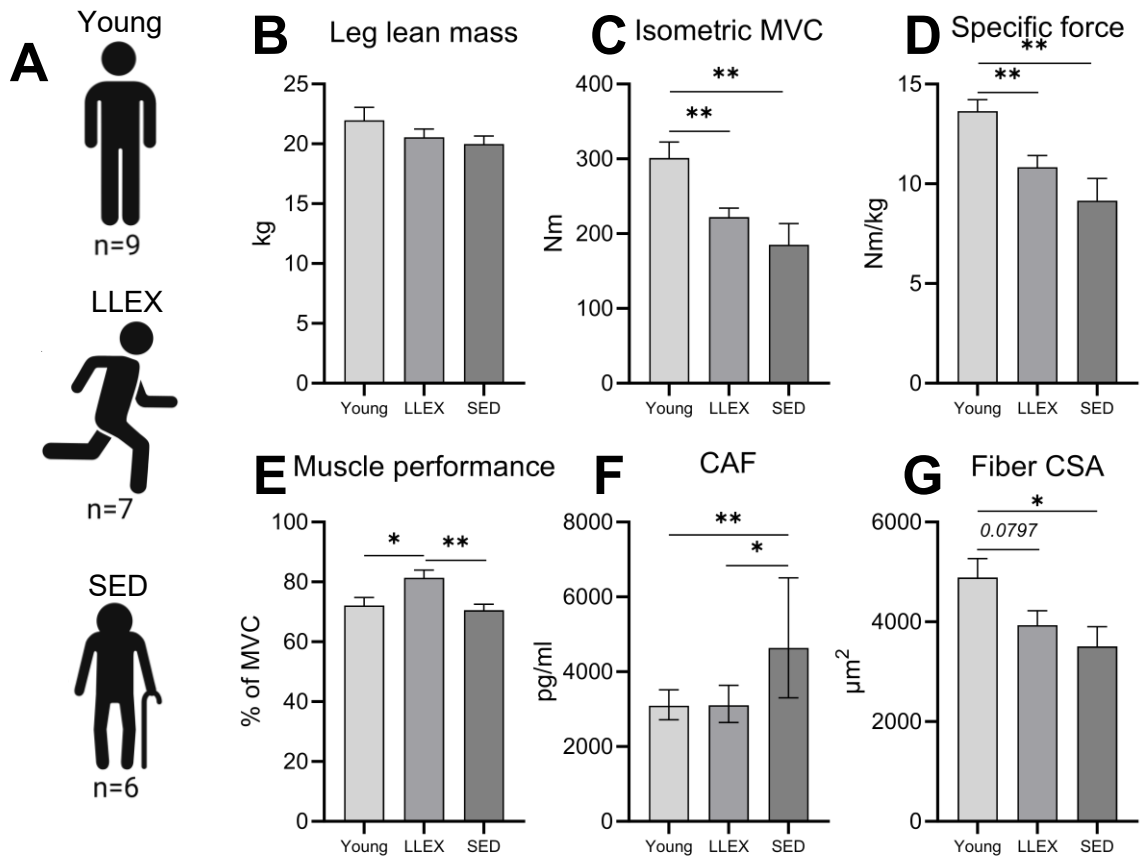 A
Young
n=9
LLEX
n=7
SED
n=6
B Leg lean mass
kg
25
20
15
10
5
0
Young LLEX SED
C Isometric MVC
Nm
400
300
200
100
0
**
**
Young LLEX SED
D Specific force
Nm/kg
15
10
5
0
**
**
Young LLEX SED
E Muscle performance
% of MVC
100
80
60
40
20
0
* **
Young LLEX SED
F CAF
pg/ml
8000
6000
4000
2000
0
**
*
Young LLEX SED
G Fiber CSA
µm²
6000
4000
2000
0
*
0.0797
Young LLEX SED